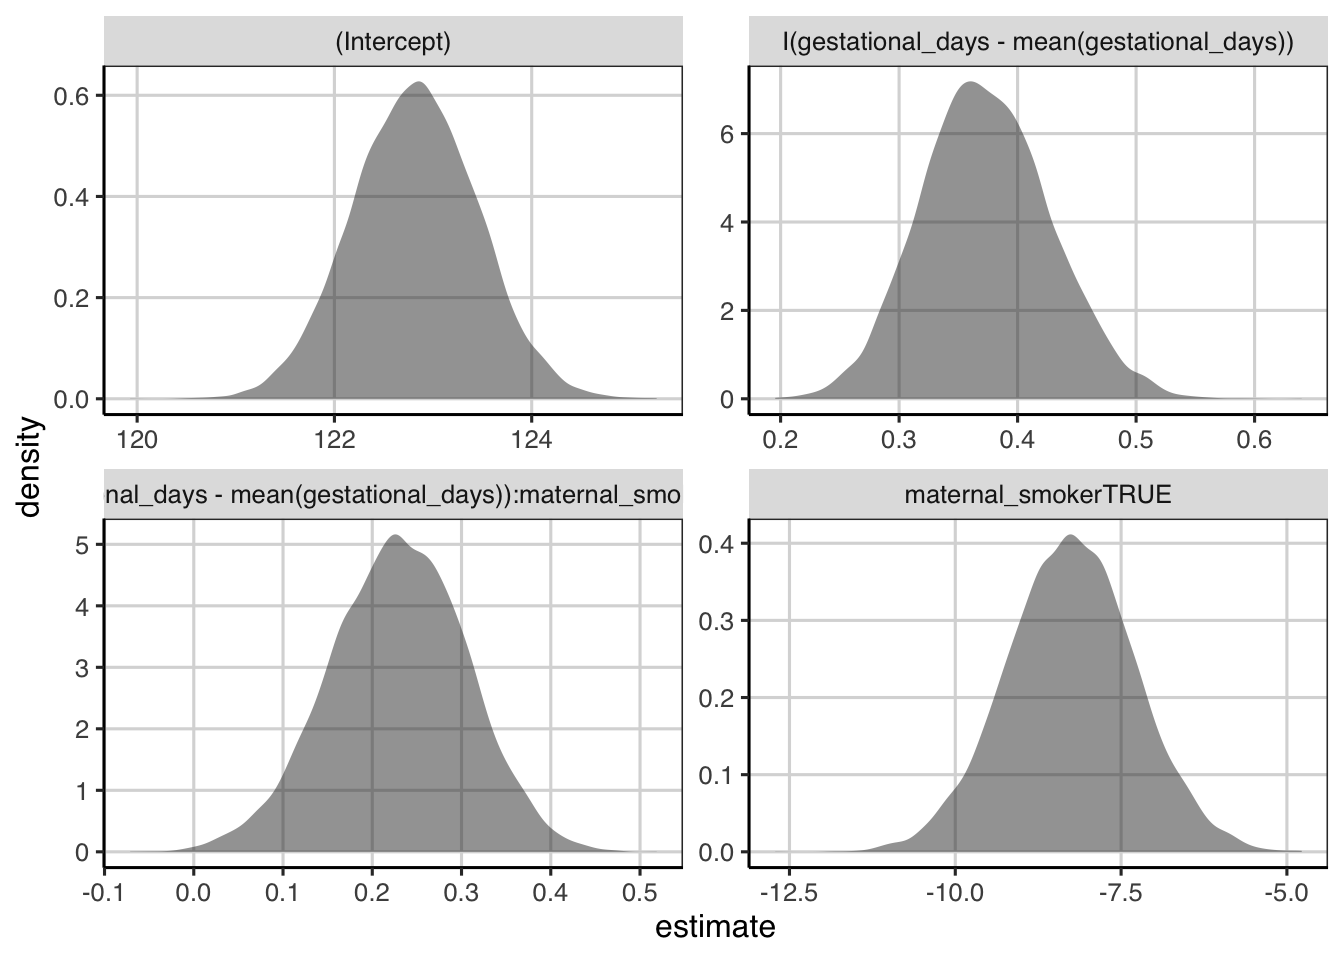 (Intercept)
I(gestational_days - mean(gestational_days))
0.6
0.4
0.2
0.0
120 122 124
6
4
2
0
0.2 0.3 0.4 0.5 0.6
nal_days - mean(gestational_days)):maternal_smo
maternal_smokerTRUE
5
4
3
2
1
0
-0.1 0.0 0.1 0.2 0.3 0.4 0.5
0.4
0.3
0.2
0.1
0.0
-12.5 -10.0 -7.5 -5.0
density
estimate